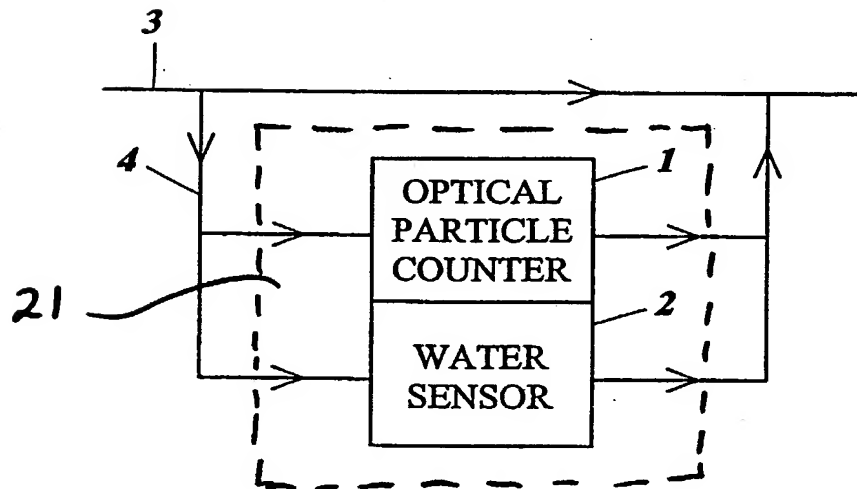 3
4
1
OPTICAL
PARTICLE
COUNTER
21
2
WATER
SENSOR